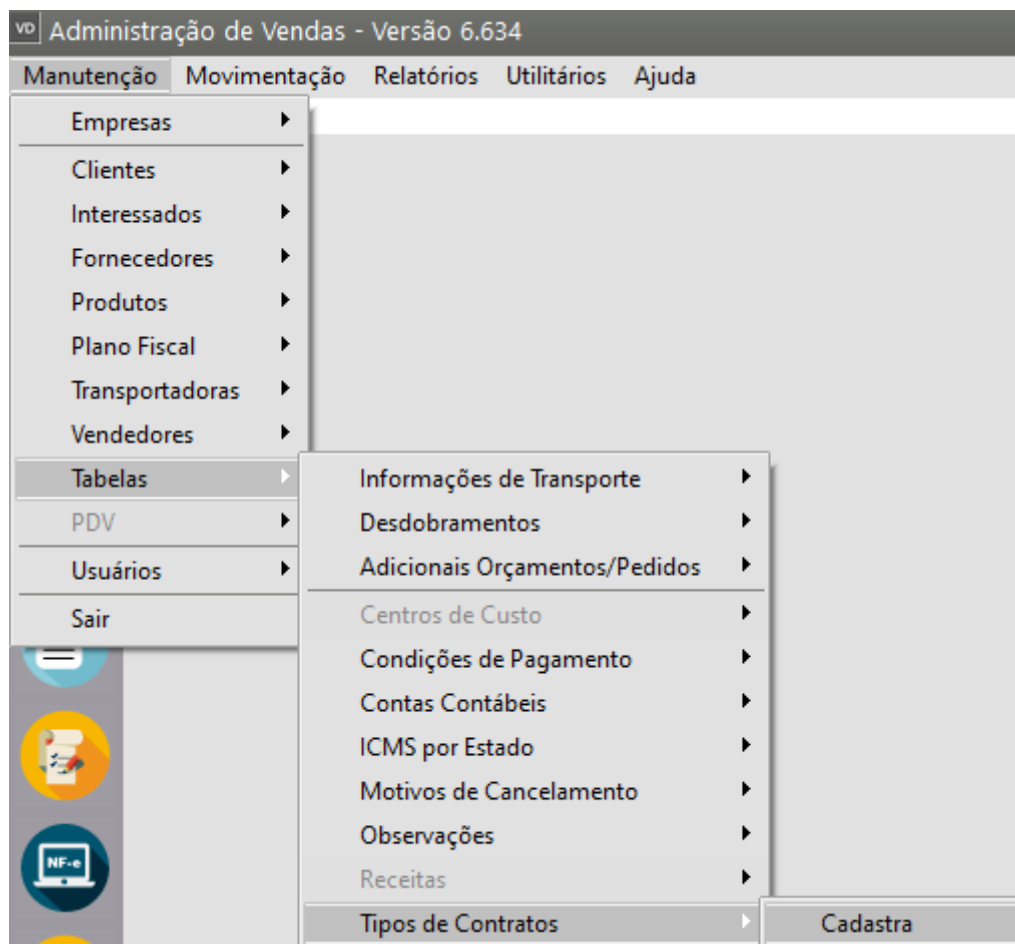 VD Administração de Vendas - Versão 6.634
Manutenção Movimentação Relatórios Utilitários Ajuda
Empresas
Clientes
Interessados
Fornecedores
Produtos
Plano Fiscal
Transportadoras
Vendedores
Tabelas
PDV
Usuários
Sair
Informações de Transporte
Desdobramentos
Adicionais Orçamentos/Pedidos
Centros de Custo
Condições de Pagamento
Contas Contábeis
ICMS por Estado
Motivos de Cancelamento
Observações
Receitas
Tipos de Contratos
Cadastra
NF-e